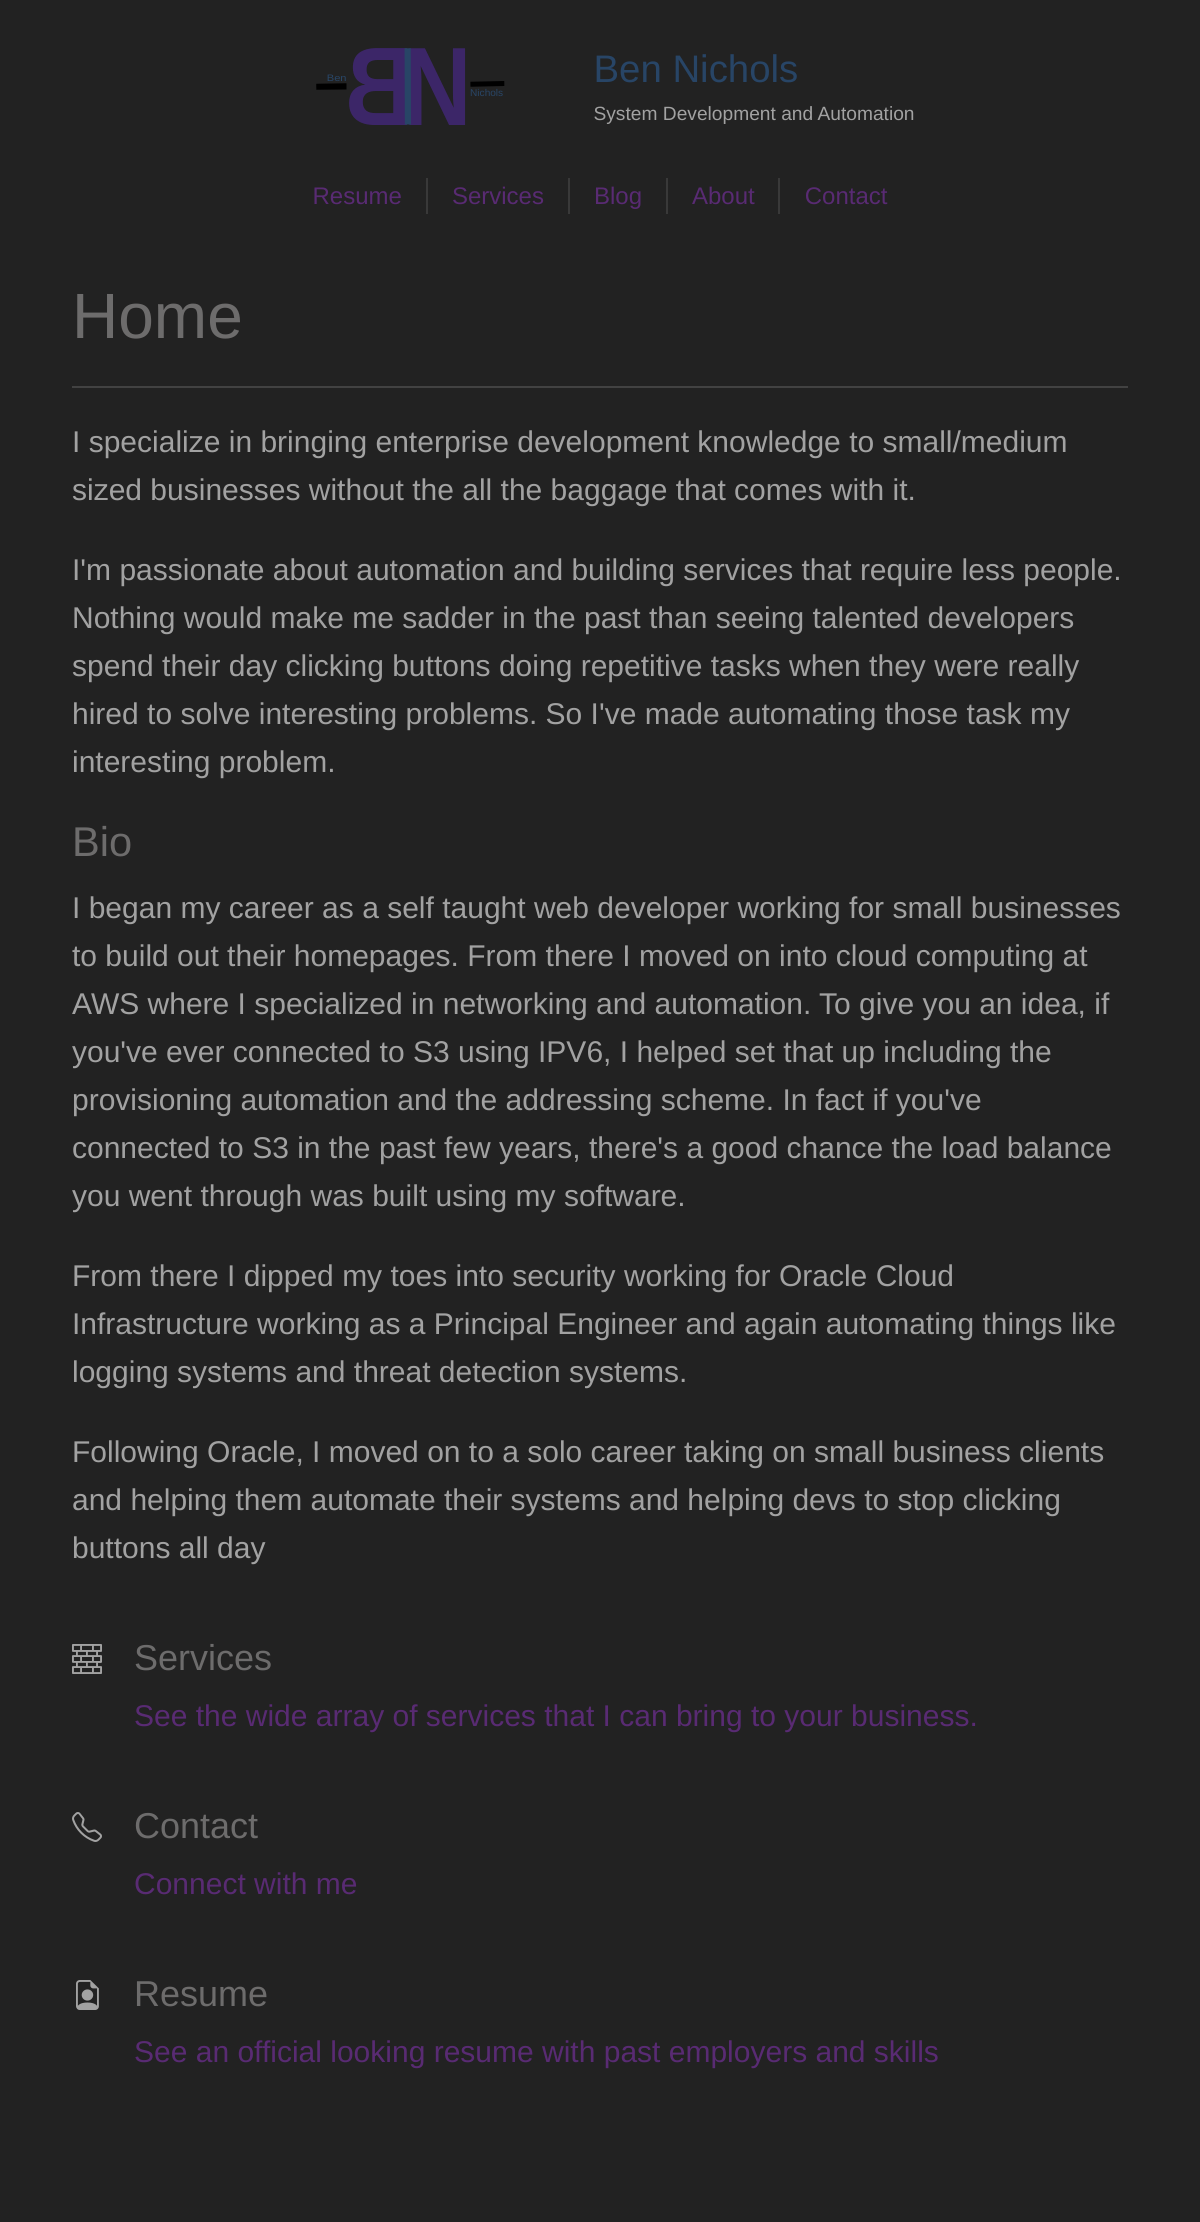 Ben
BN
Nichols
Ben Nichols
System Development and Automation
Resume
Services
Blog
About
Contact
Home
I specialize in bringing enterprise development knowledge to small/medium
sized businesses without the all the baggage that comes with it.
I'm passionate about automation and building services that require less people.
Nothing would make me sadder in the past than seeing talented developers
spend their day clicking buttons doing repetitive tasks when they were really
hired to solve interesting problems. So I've made automating those task my
interesting problem.
Bio
I began my career as a self taught web developer working for small businesses
to build out their homepages. From there I moved on into cloud computing at
AWS where I specialized in networking and automation. To give you an idea, if
you've ever connected to S3 using IPV6, I helped set that up including the
provisioning automation and the addressing scheme. In fact if you've
connected to S3 in the past few years, there's a good chance the load balance
you went through was built using my software.
From there I dipped my toes into security working for Oracle Cloud
Infrastructure working as a Principal Engineer and again automating things like
logging systems and threat detection systems.
Following Oracle, I moved on to a solo career taking on small business clients
and helping them automate their systems and helping devs to stop clicking
buttons all day
Services
See the wide array of services that I can bring to your business.
Contact
Connect with me
Resume
See an official looking resume with past employers and skills